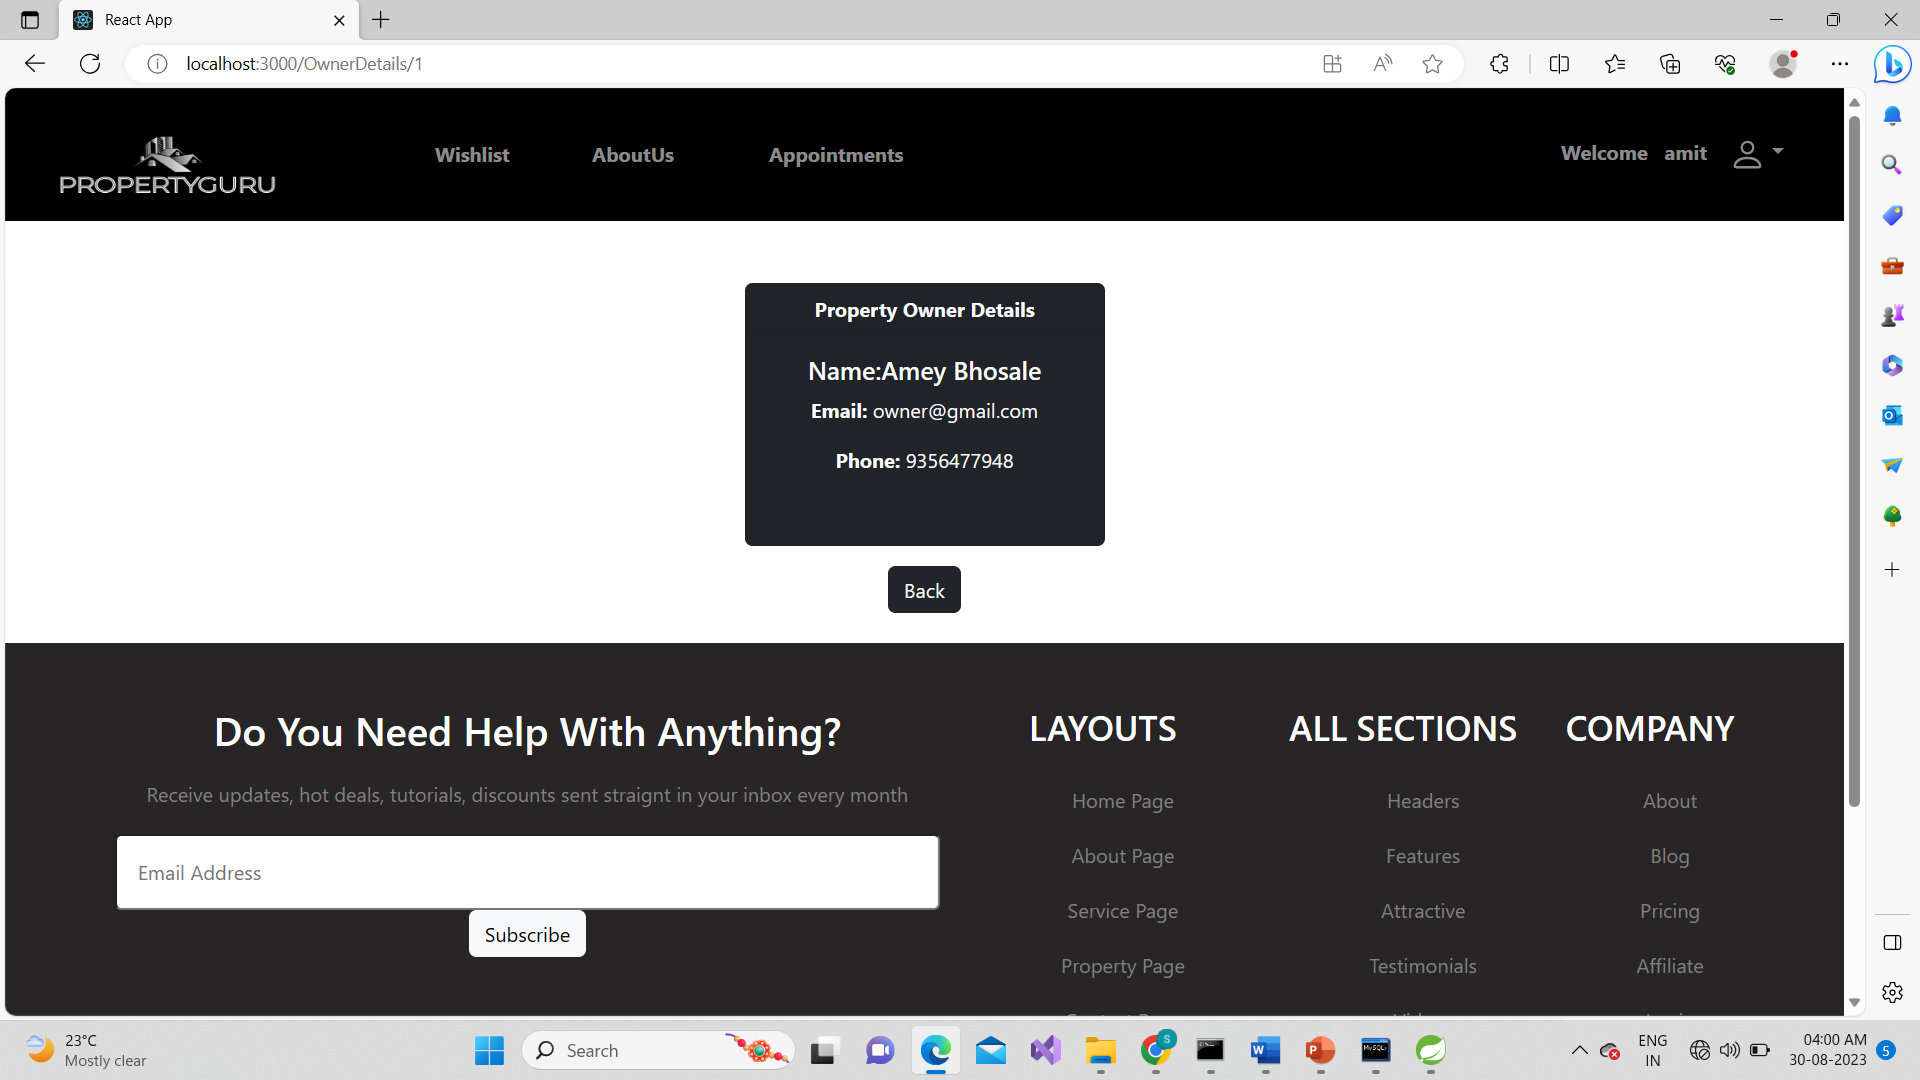 React App
localhost:3000/OwnerDetails/1
PROPERTYGURU
Wishlist
AboutUs
Appointments
Welcome amit
Property Owner Details
Name:Amey Bhosale
Email: owner@gmail.com
Phone: 9356477948
Back
Do You Need Help With Anything?
Receive updates, hot deals, tutorials, discounts sent straignt in your inbox every month
Email Address
Subscribe
LAYOUTS
Home Page
About Page
Service Page
Property Page
ALL SECTIONS
Headers
Features
Attractive
Testimonials
COMPANY
About
Blog
Pricing
Affiliate
23°C
Mostly clear
Search
S
MySQL
ENG
IN
04:00 AM
30-08-2023
5